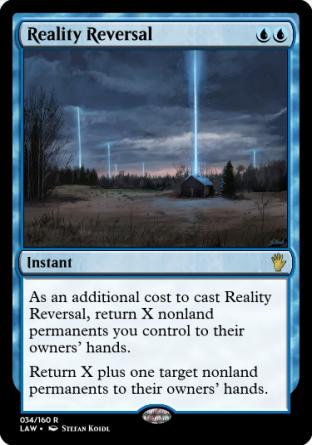 Reality Reversal
Instant
As an additional cost to cast Reality
Reversal, return X nonland
permanents you control to their
owners' hands.
Return X plus one target nonland
permanents to their owners' hands.
034/160 R
LAW • Stefan Koidl